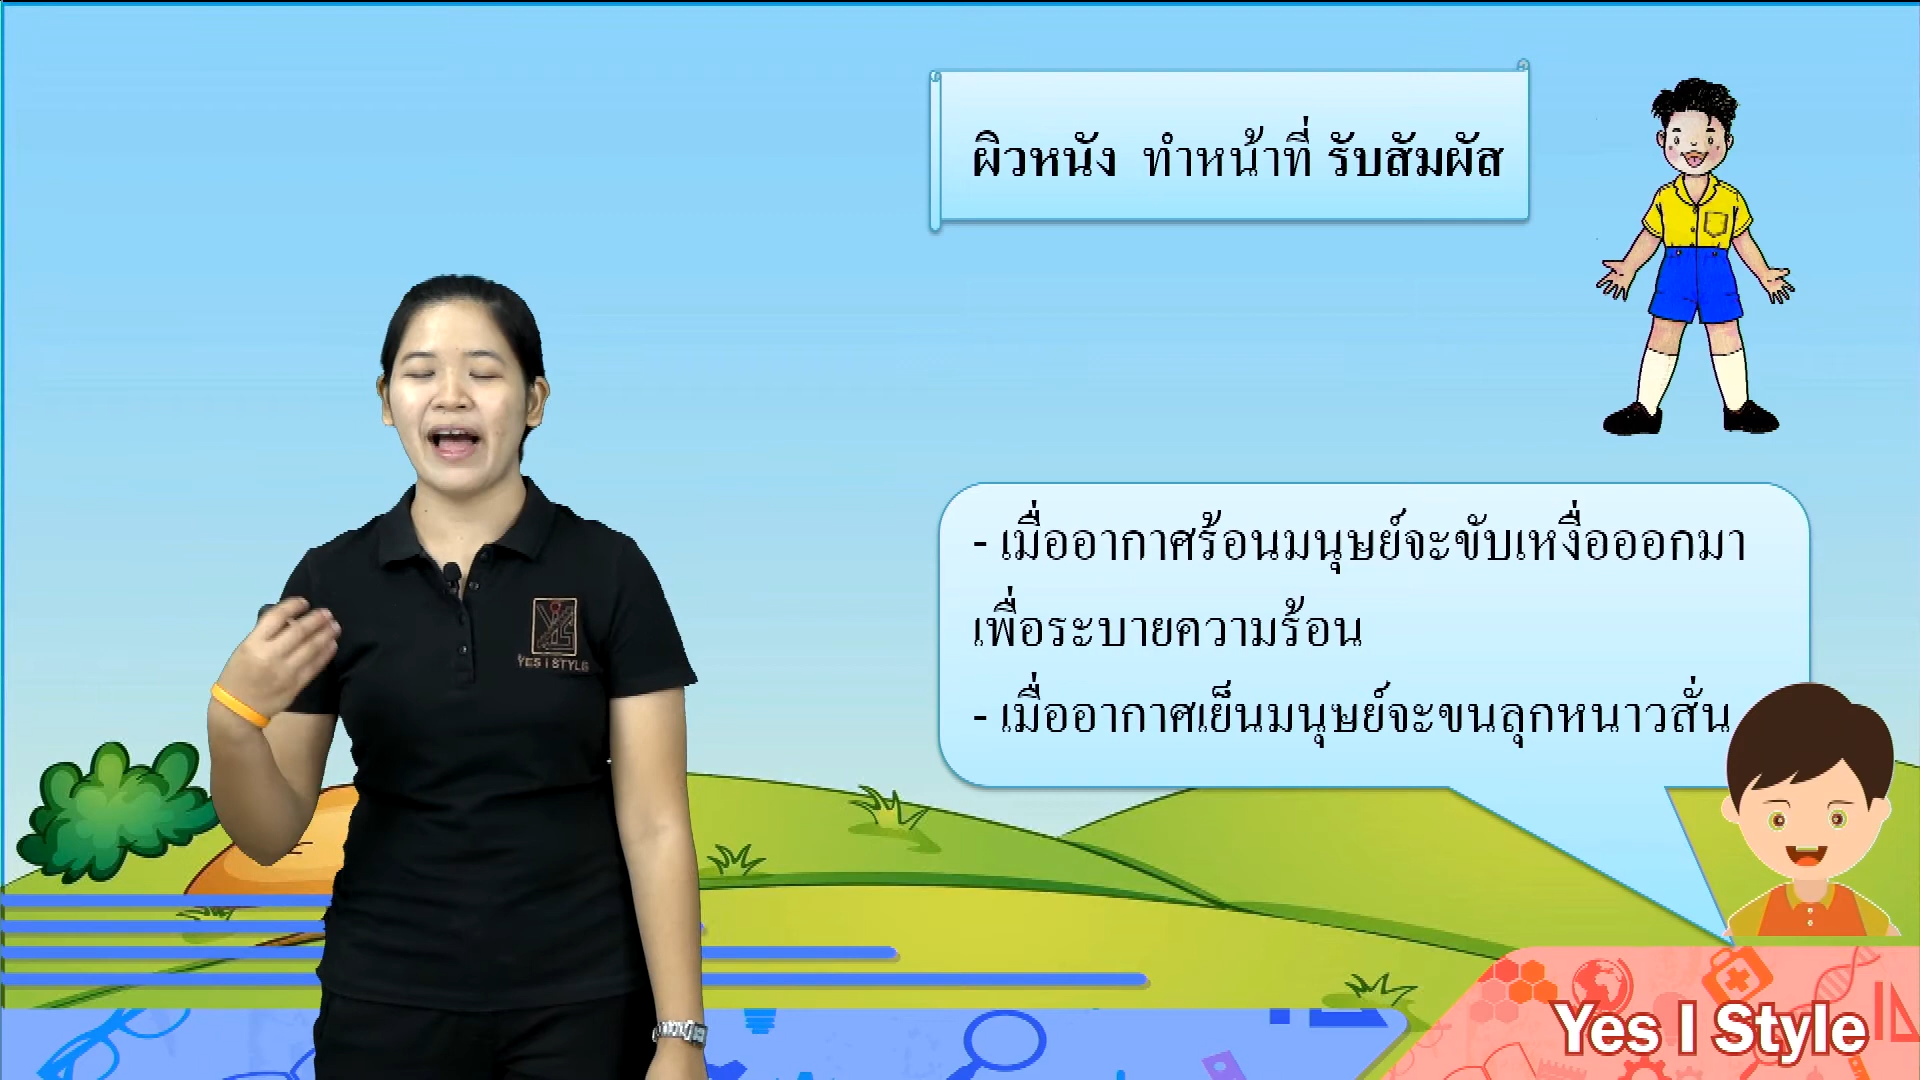 ผิวหนัง ทำหน้าที่ รับสัมผัส
- เมื่ออากาศร้อนมนุษย์จะขับเหงื่อออกมา
เพื่อระบายความร้อน
- เมื่ออากาศเย็นมนุษย์จะขนลุกหนาวสั่น
YES I STYLE
Yes I Style